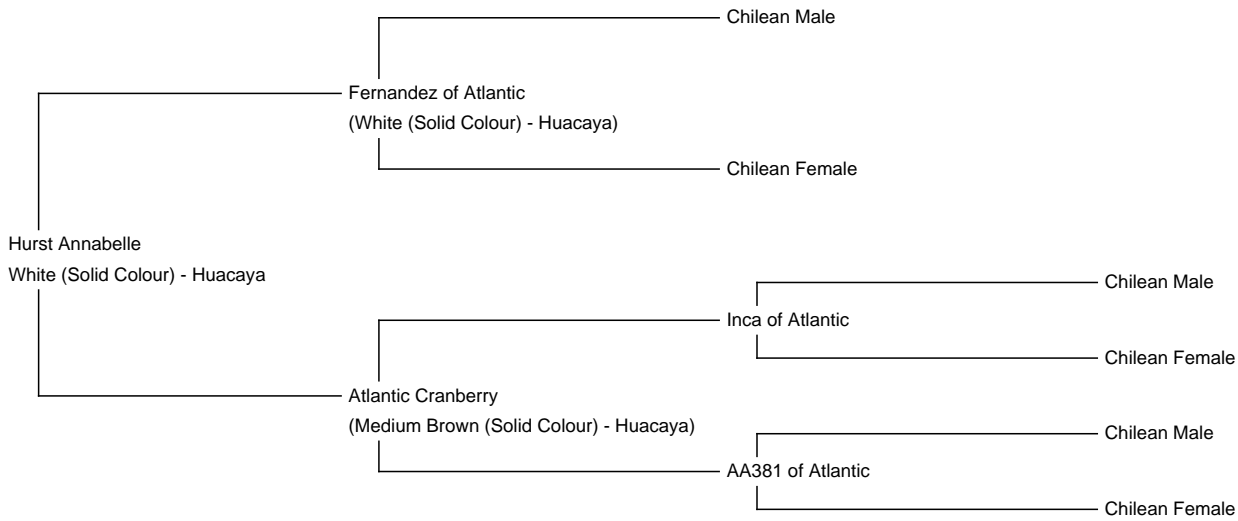 Chilean Male
Fernandez of Atlantic
(White (Solid Colour) - Huacaya)
Chilean Female
Hurst Annabelle
White (Solid Colour) - Huacaya
Chilean Male
Inca of Atlantic
Chilean Female
Atlantic Cranberry
(Medium Brown (Solid Colour) - Huacaya)
Chilean Male
AA381 of Atlantic
Chilean Female